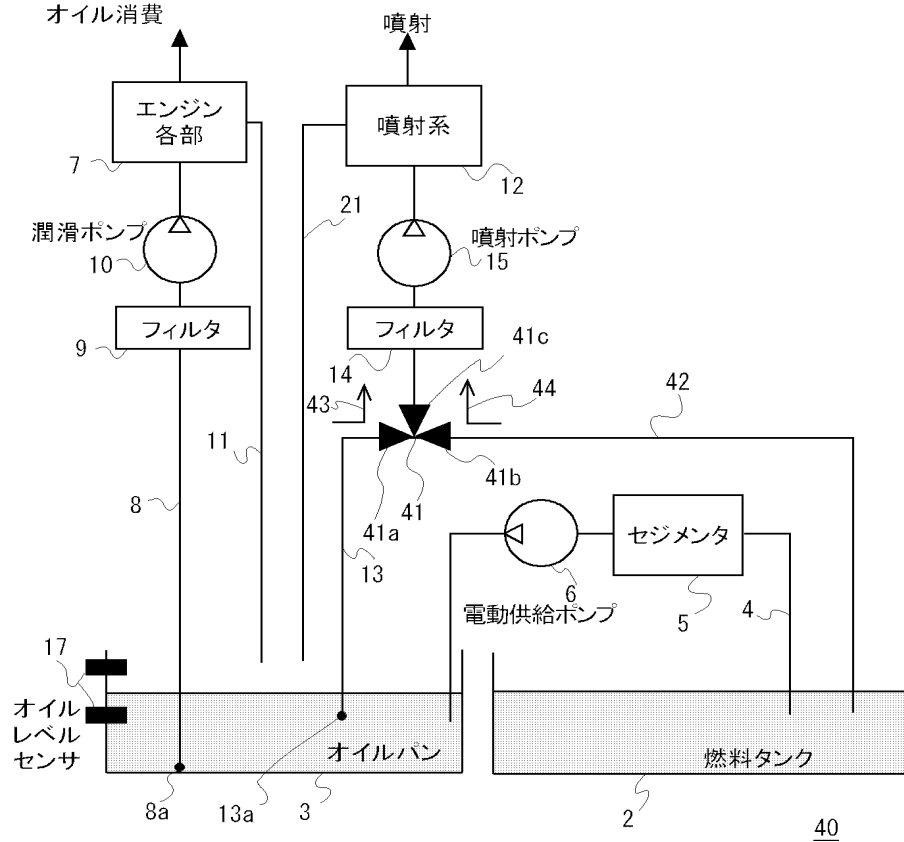 オイル消費
噴射
エンジン
各部
7
噴射系
12
21
潤滑ポンプ
10
噴射ポンプ
15
フィルタ
9
フィルタ
14
41c
43
44
42
11
8
41a
41
41b
13
セジメンタ
6
電動供給ポンプ
5
4
17
オイル
レベル
センサ
オイルパン
燃料タンク
8a
13a
3
2
40